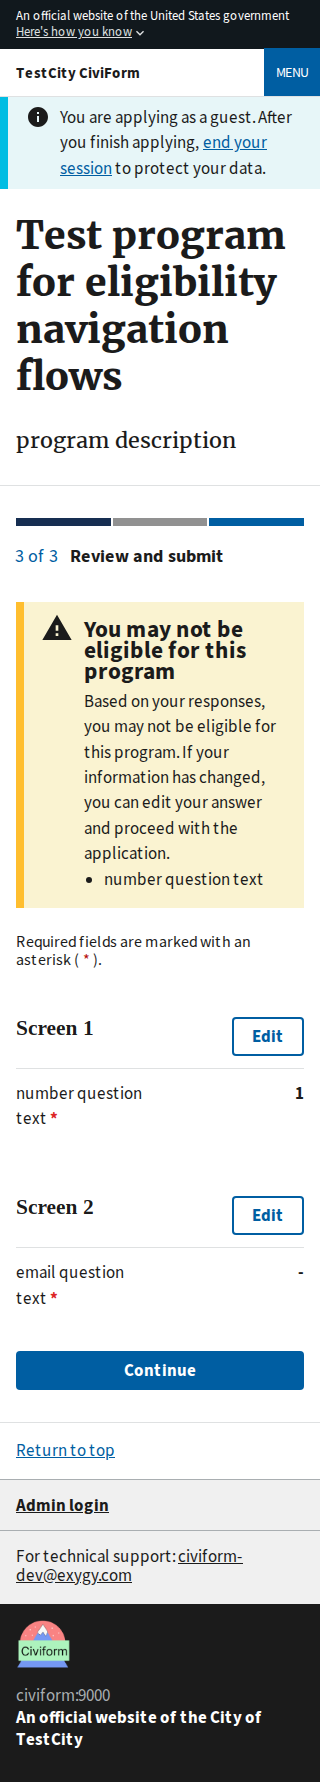 An official website of the United States government
Here's how you know
TestCity CiviForm
MENU
You are applying as a guest. After
you finish applying, end your
session to protect your data.
Test program
for eligibility
navigation
flows
program description
3 of 3 Review and submit
You may not be
eligible for this
program
Based on your responses,
you may not be eligible for
this program. If your
information has changed,
you can edit your answer
and proceed with the
application.
• number question text
Required fields are marked with an
asterisk ( * ).
Screen 1
Edit
number question 1
text *
Screen 2
Edit
email question -
text *
Continue
Return to top
Admin login
For technical support: civiform-
dev@exygy.com
Civiform
civiform:9000
An official website of the City of
TestCity